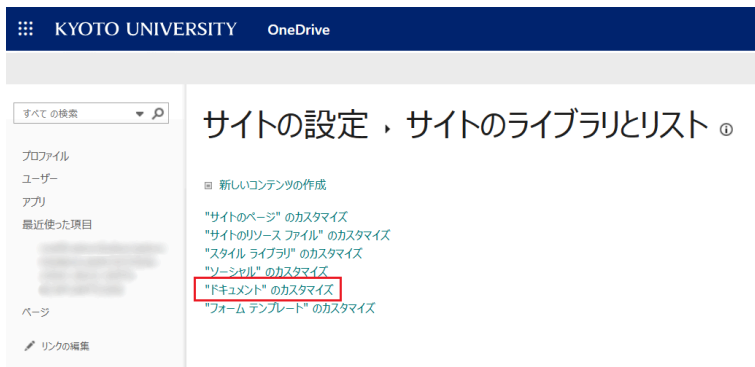 KYOTO UNIVERSITY OneDrive
すべて の検索
サイトの設定 › サイトのライブラリとリスト
プロファイル
ユーザー
アプリ
最近使った項目
ページ
リンクの編集
新しいコンテンツの作成
"サイトのページ" のカスタマイズ
"サイトのリソース ファイル" のカスタマイズ
"スタイル ライブラリ" のカスタマイズ
"ソーシャル" のカスタマイズ
"ドキュメント" のカスタマイズ
"フォーム テンプレート" のカスタマイズ